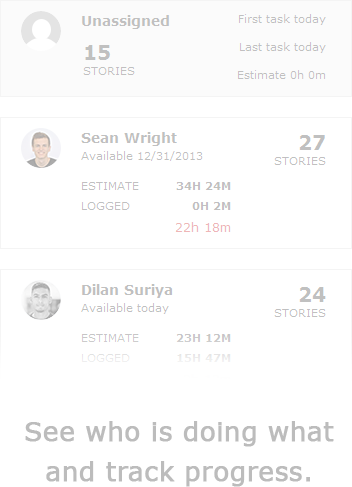 Unassigned
First task today
15
STORIES
Last task today
Estimate 0h 0m
Sean Wright
Available 12/31/2013
27
STORIES
ESTIMATE 34H 24M
LOGGED 0H 2M
22h 18m
Dilan Suriya
Available today
24
STORIES
ESTIMATE 23H 12M
LOGGED 15H 47M
See who is doing what
and track progress.